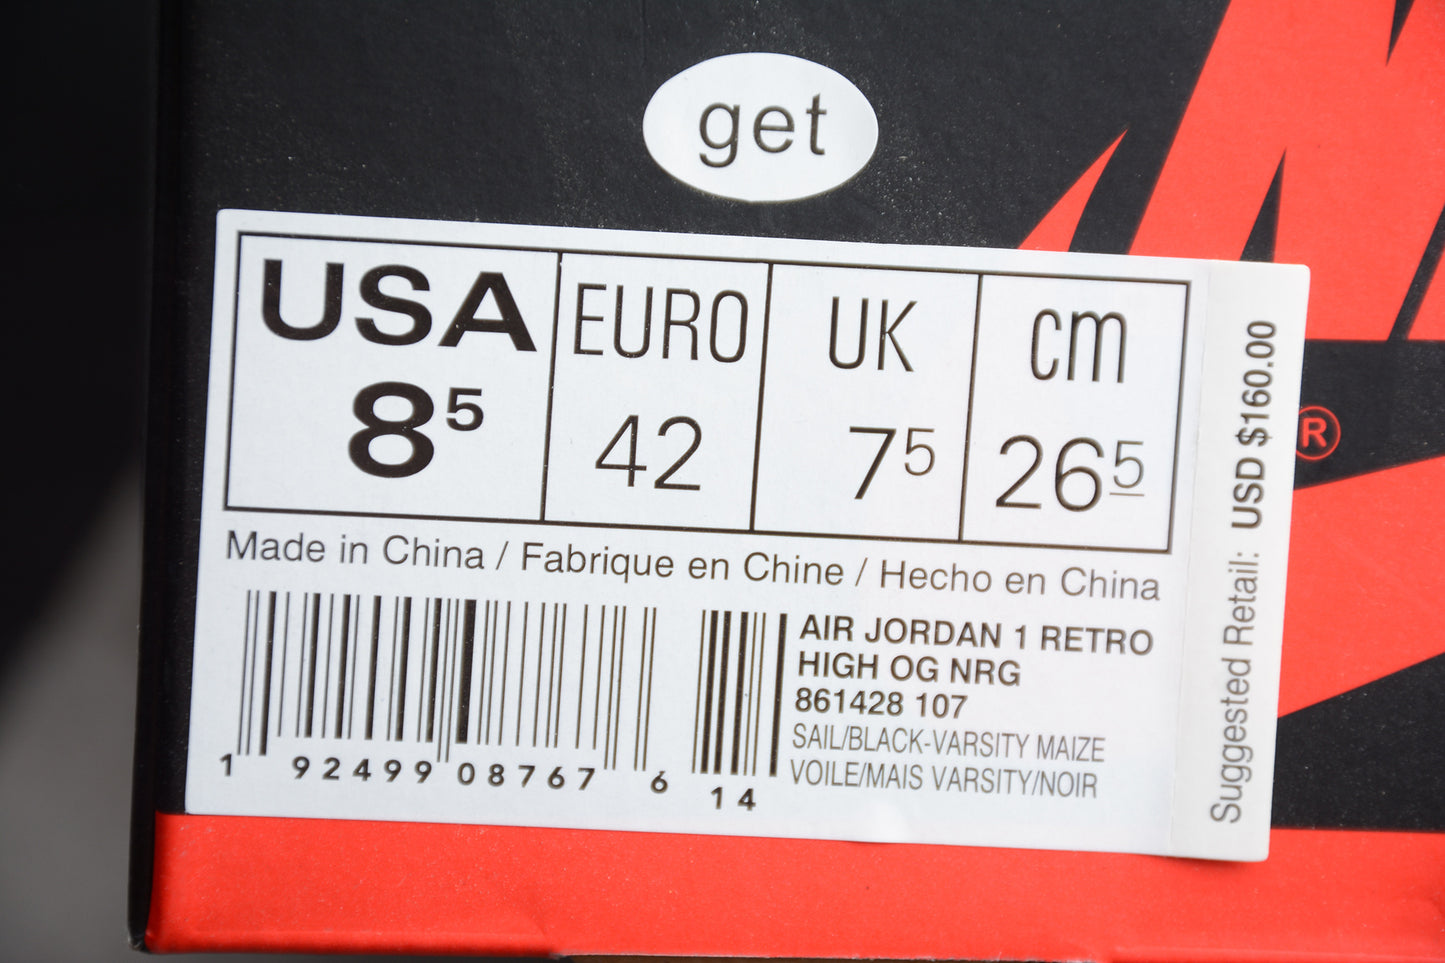 get
USA EURO UK cm
8⁵ 42 7⁵ 26⁵
Made in China / Fabrique en Chine / Hecho en China
AIR JORDAN 1 RETRO
HIGH OG NRG
861428 107
SAIL/BLACK-VARSITY MAIZE
VOILE/MAIS VARSITY/NOIR
1 92499 08767 6 14
Suggested Retail: USD $160.00
®